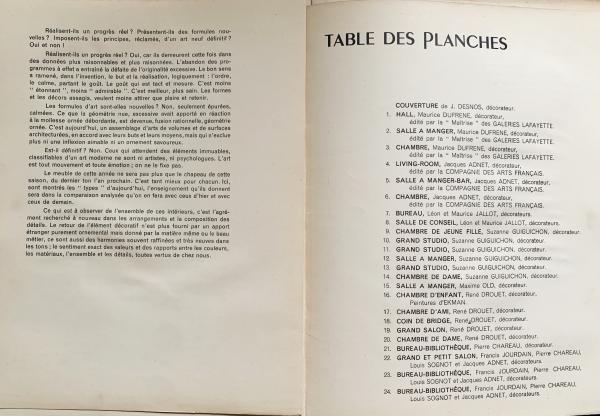 Réalisent-ils un progrès réel ? Présentent-ils des formules nou-
velles ? Imposent-ils les principes, réclamés, d'un art neuf définitif ?
Oui et non !
Réalisent-ils un progrès réel ? Oui, car ils demeurent cette fois dans
des données plus raisonnables et plus raisonnées. L'abandon des pro-
grammes à effet a entraîné la défaite de l'originalité excessive. Le bon sens
a ramené, dans l'invention, le but et la réalisation, logiquement : l'ordre,
le calme, partant le goût. Le goût qui est tact et mesure. C'est moins
" étonnant ", moins " admirable ". C'est meilleur, plus sain. Les formes
et les décors assagis, veulent moins attirer que plaire et retenir.
Les formules d'art sont-elles nouvelles ? Non, seulement épurées,
calmées. Ce que la géométrie nue, excessive avait apporté en réaction
à la mollesse ornée débordante, est devenue, fusion rationnelle, géométrie
ornée. C'est aujourd'hui, un assemblage d'arts de volumes et de surfaces
architecturées, en accord avec leurs buts et leurs moyens, mais qui n'exclue
plus ni une inflexion aimable ni un ornement savoureux.
Est-il définitif ? Non. Ceux qui attendent des éléments immuables,
classifiables d'un art moderne ne sont ni artistes, ni psychologues. L'art
est tout mouvement et toute émotion ; on ne le fixe pas.
Le meuble de cette année ne sera pas plus que le chapeau de cette
saison, du dernier ton l'an prochain. C'est tant mieux pour chacun. Ici,
sont montrés les " types " d'aujourd'hui, l'enseignement qu'ils donnent
sera dans la comparaison analysée qu'on en fera avec ceux d'hier et avec
ceux de demain.
Ce qui est à observer de l'ensemble de ces intérieurs, c'est l'agré-
ment recherché à nouveau dans les arrangements et la composition des
détails. Le retour de l'élément décoratif n'est plus fourni par un apport
étranger purement ornemental mais donné par la matière même ou le beau
métier, ce sont aussi des harmonies souvent raffinées et très neuves dans
les tons ; le sentiment exact des valeurs et des rapports entre les couleurs,
les matériaux, l'ensemble et les détails, toutes vertus de chez nous.
TABLE DES PLANCHES
COUVERTURE de J. DESNOS, décorateur.
1. HALL, Maurice DUFRENE, décorateur,
édité par la " Maîtrise " des GALERIES LAFAYETTE.
2. SALLE A MANGER, Maurice DUFRENE, décorateur,
édité par la " Maîtrise " des GALERIES LAFAYETTE.
3. CHAMBRE, Maurice DUFRENE, décorateur,
édité par la " Maîtrise " des GALERIES LAFAYETTE.
4. LIVING-ROOM, Jacques ADNET, décorateur,
édité par la COMPAGNIE DES ARTS FRANÇAIS.
5. SALLE A MANGER-BAR, Jacques ADNET, décorateur,
édité par la COMPAGNIE DES ARTS FRANÇAIS.
6. CHAMBRE, Jacques ADNET, décorateur,
édité par la COMPAGNIE DES ARTS FRANÇAIS.
7. BUREAU, Léon et Maurice JALLOT, décorateurs.
8. SALLE DE CONSEIL, Léon et Maurice JALLOT, décorateurs.
9. CHAMBRE DE JEUNE FILLE, Suzanne GUIGUICHON, décorateur.
10. GRAND STUDIO, Suzanne GUIGUICHON, décorateur.
11. GRAND STUDIO, Suzanne GUIGUICHON, décorateur.
12. SALLE A MANGER, Suzanne GUIGUICHON, décorateur.
13. GRAND STUDIO, Suzanne GUIGUICHON, décorateur.
14. CHAMBRE DE DAME, Suzanne GUIGUICHON, décorateur.
15. SALLE A MANGER, Maxime OLD, décorateur.
16. CHAMBRE D'ENFANT, René DROUET, décorateur,
Peintures d'EKMAN.
17. CHAMBRE D'AMI, René DROUET, décorateur.
18. COIN DE BRIDGE, René DROUET, décorateur.
19. GRAND SALON, René DROUET, décorateur.
20. CHAMBRE DE DAME, René DROUET, décorateur.
21. BUREAU-BIBLIOTHÈQUE, Pierre CHAREAU, décorateur.
22. GRAND ET PETIT SALON, Francis JOURDAIN, Pierre CHAREAU,
Louis SOGNOT et Jacques ADNET, décorateurs.
23. BUREAU-BIBLIOTHÈQUE, Francis JOURDAIN, Pierre CHAREAU,
Louis SOGNOT et Jacques ADNET, décorateurs.
24. BUREAU-BIBLIOTHÈQUE, Francis JOURDAIN, Pierre CHAREAU,
Louis SOGNOT et Jacques ADNET, décorateurs.